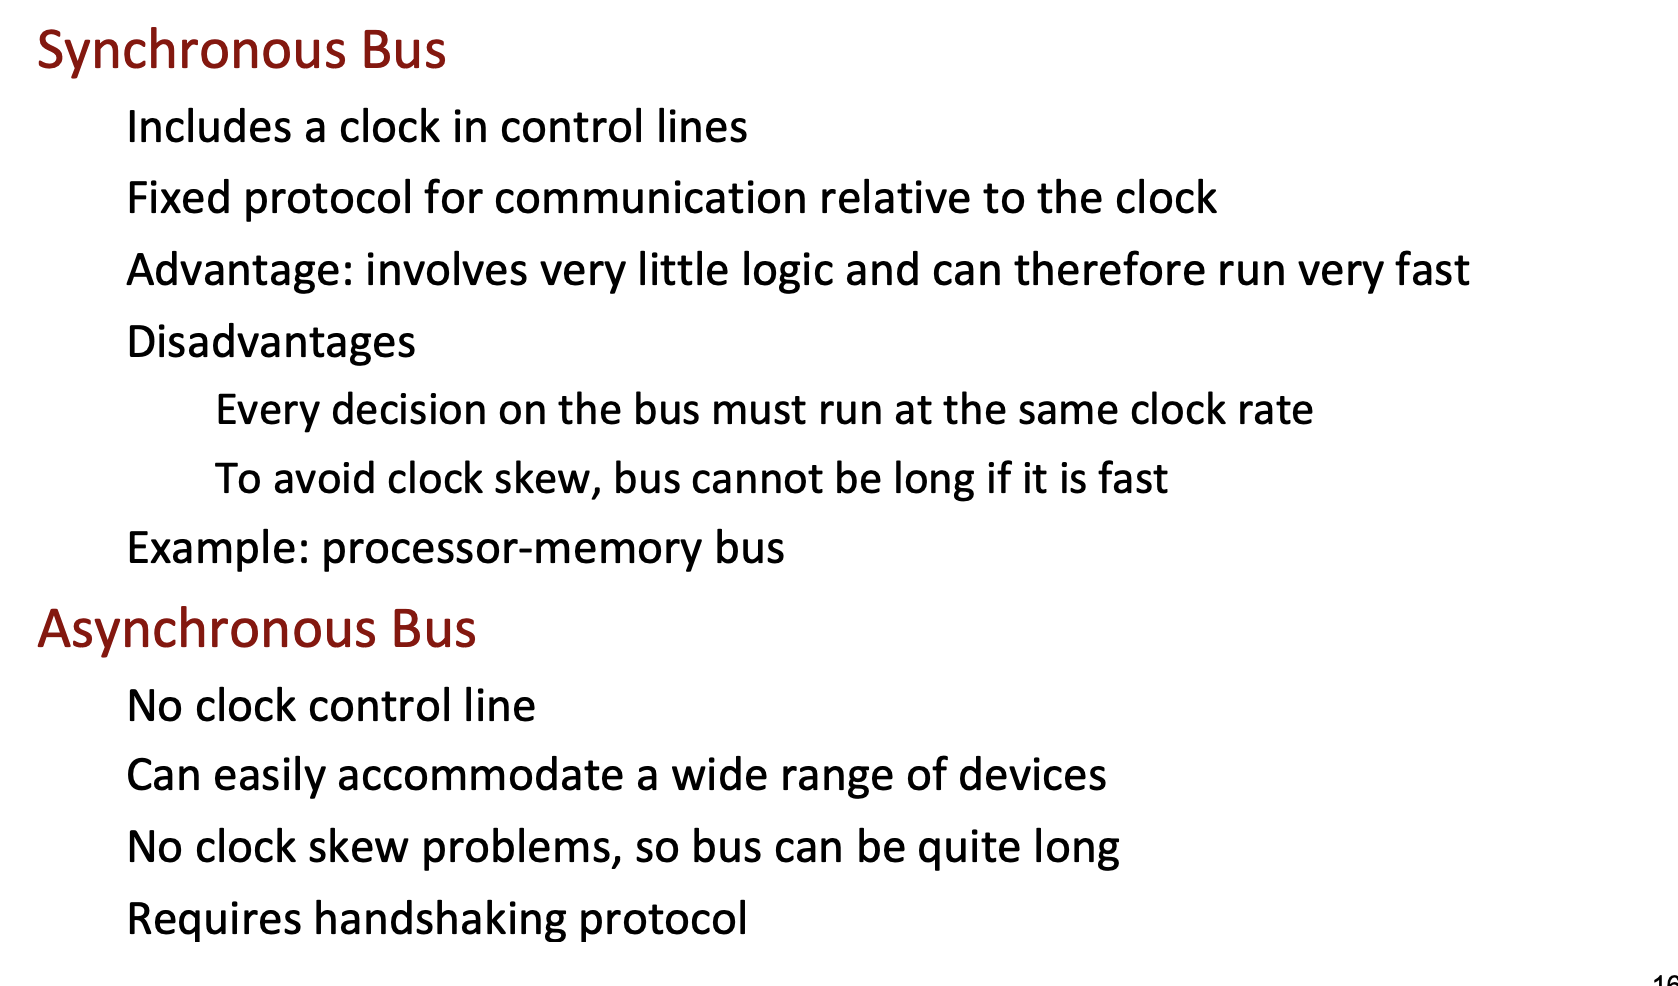 Synchronous Bus
Includes a clock in control lines
Fixed protocol for communication relative to the clock
Advantage: involves very little logic and can therefore run very fast
Disadvantages
Every decision on the bus must run at the same clock rate
To avoid clock skew, bus cannot be long if it is fast
Example: processor-memory bus
Asynchronous Bus
No clock control line
Can easily accommodate a wide range of devices
No clock skew problems, so bus can be quite long
Requires handshaking protocol
16